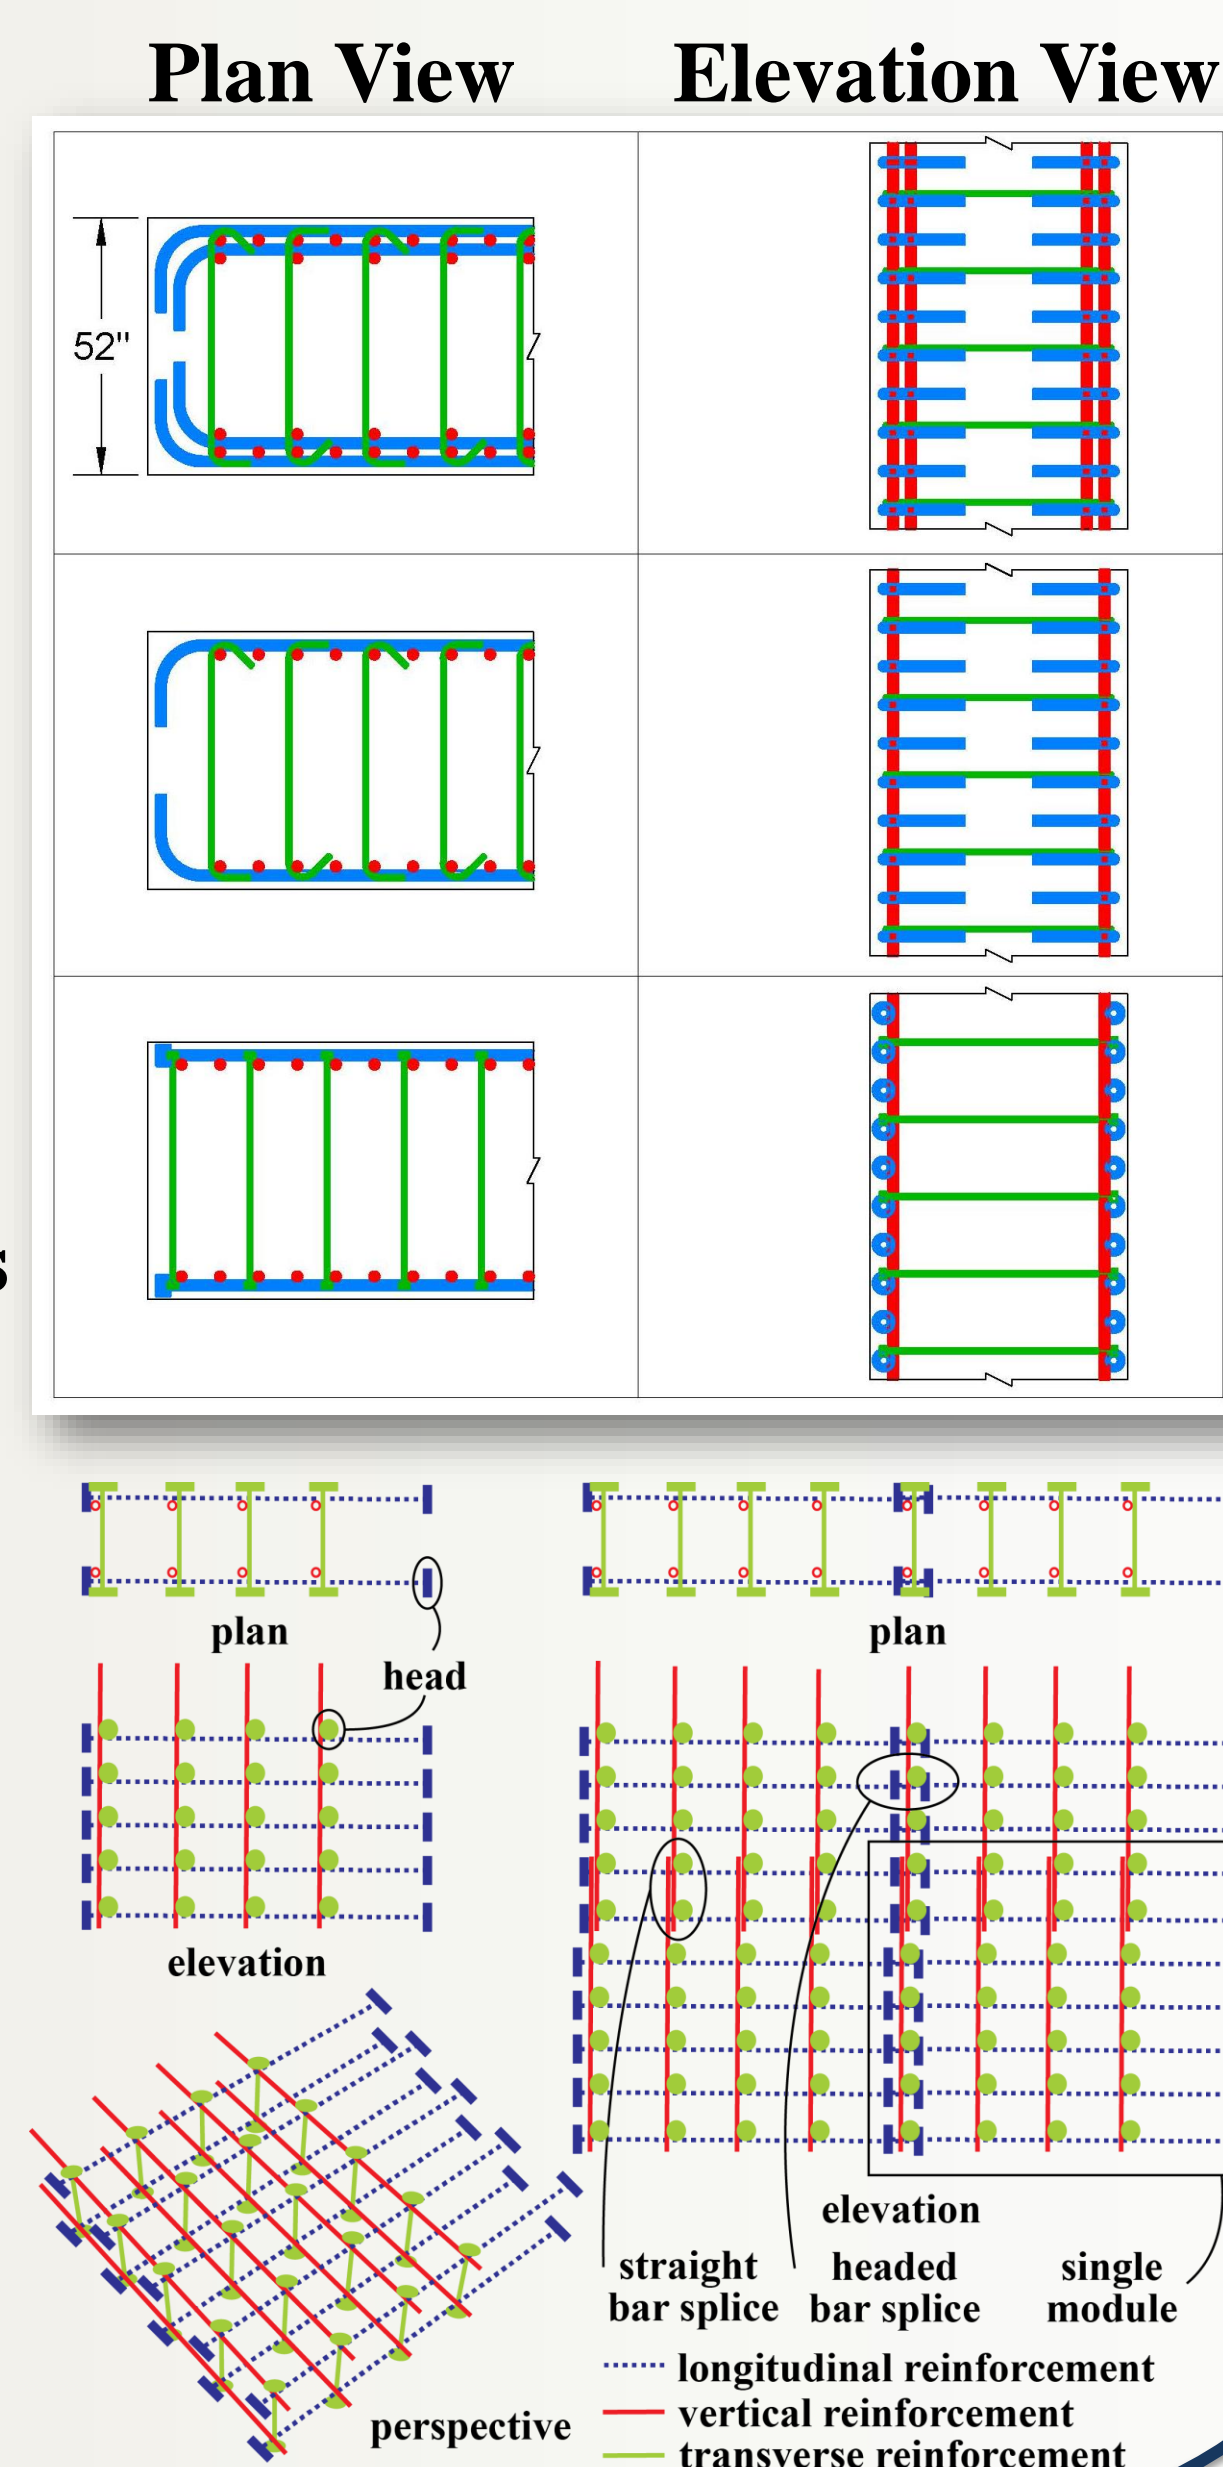 Plan View
Elevation View
52"
s
plan
head
elevation
perspective
plan
elevation
straight
bar splice
headed
bar splice
single
module
longitudinal reinforcement
vertical reinforcement
transverse reinforcement